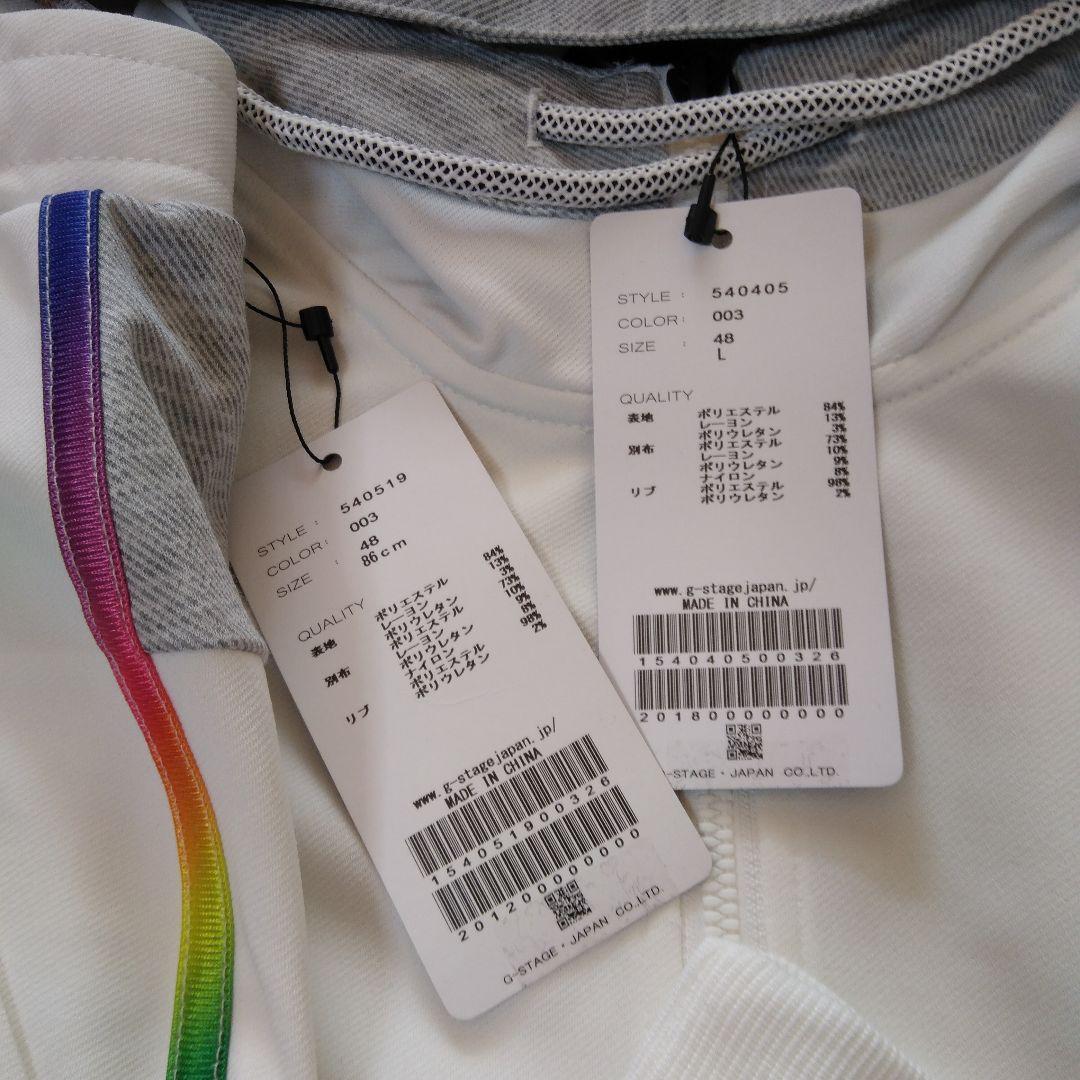 STYLE : 540405
COLOR: 003
SIZE : 48
L
QUALITY
表地 ポリエステル 84%
レーヨン 13%
ポリウレタン 3%
別布 ポリエステル 73%
レーヨン 10%
ポリウレタン 9%
ナイロン 8%
リブ ポリエステル 98%
ポリウレタン 2%
www.g-stagejapan.jp/
MADE IN CHINA
154040500326
201800000000
G-STAGE・JAPAN CO.,LTD.
STYLE : 540519
COLOR: 003
SIZE : 48
86cm
QUALITY
表地 ポリエステル 84%
レーヨン 13%
ポリウレタン 3%
別布 ポリエステル 73%
レーヨン 10%
ポリウレタン 9%
ナイロン 8%
リブ ポリエステル 98%
ポリウレタン 2%
www.g-stagejapan.jp/
MADE IN CHINA
154051900326
201200000000
G-STAGE・JAPAN CO.,LTD.